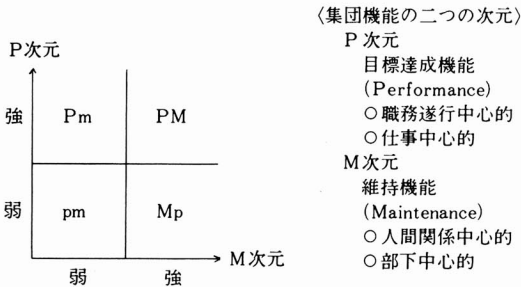 P次元
強
Pm
PM
弱
pm
Mp
M次元
弱
強
〈集団機能の二つの次元〉
P次元
目標達成機能
(Performance)
○職務遂行中心的
○仕事中心的
M次元
維持機能
(Maintenance)
○人間関係中心的
○部下中心的